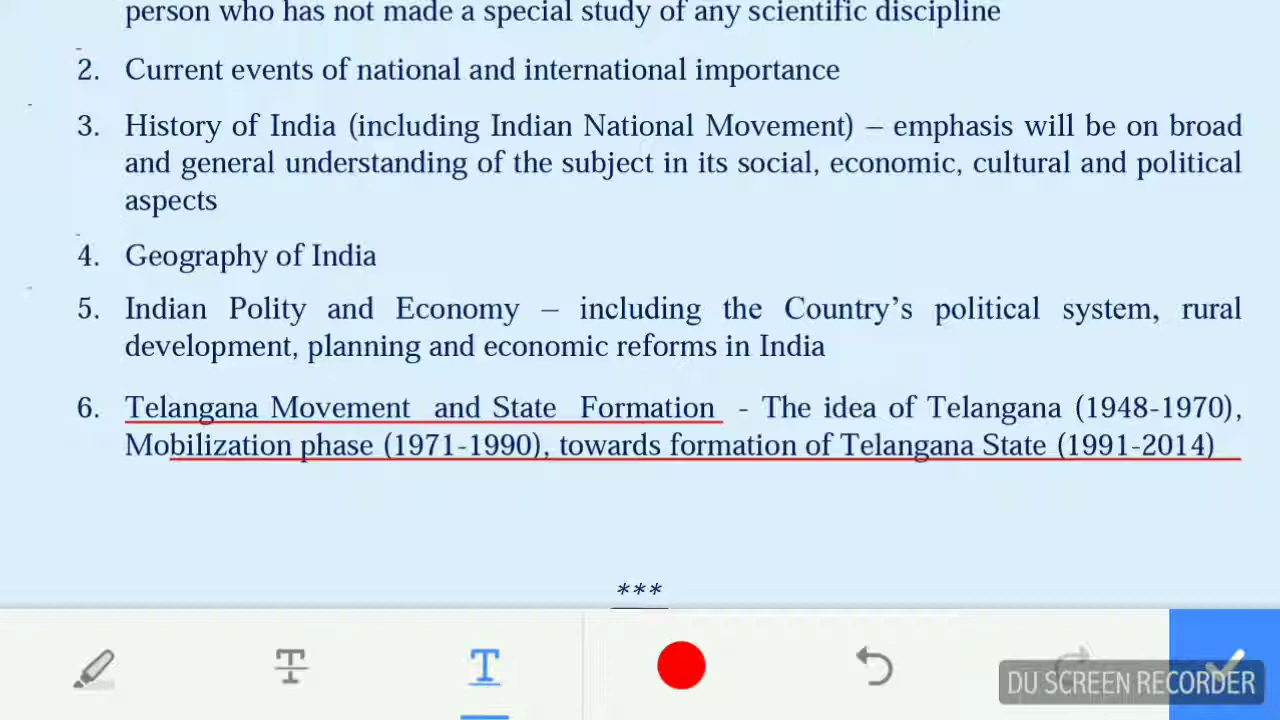 person who has not made a special study of any scientific discipline
2. Current events of national and international importance
3. History of India (including Indian National Movement) – emphasis will be on broad
and general understanding of the subject in its social, economic, cultural and political
aspects
4. Geography of India
5. Indian Polity and Economy – including the Country’s political system, rural
development, planning and economic reforms in India
6. Telangana Movement and State Formation - The idea of Telangana (1948-1970),
Mobilization phase (1971-1990), towards formation of Telangana State (1991-2014)
***
T T
DU SCREEN RECORDER